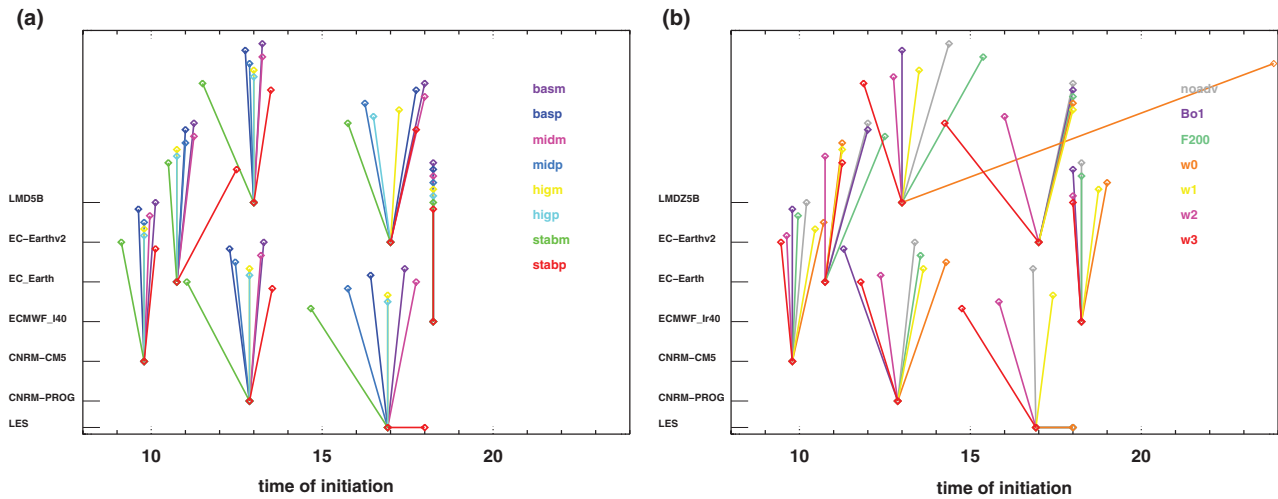 (a)
basm
basp
midm
midp
higm
higp
stabm
stabp
LMD5B
EC-Earthv2
EC_Earth
ECMWF_I40
CNRM-CM5
CNRM-PROG
LES
10 15 20
time of initiation
(b)
noadv
Bo1
F200
w0
w1
w2
w3
LMDZ5B
EC-Earthv2
EC-Earth
ECMWF_Ir40
CNRM-CM5
CNRM-PROG
LES
10 15 20
time of initiation